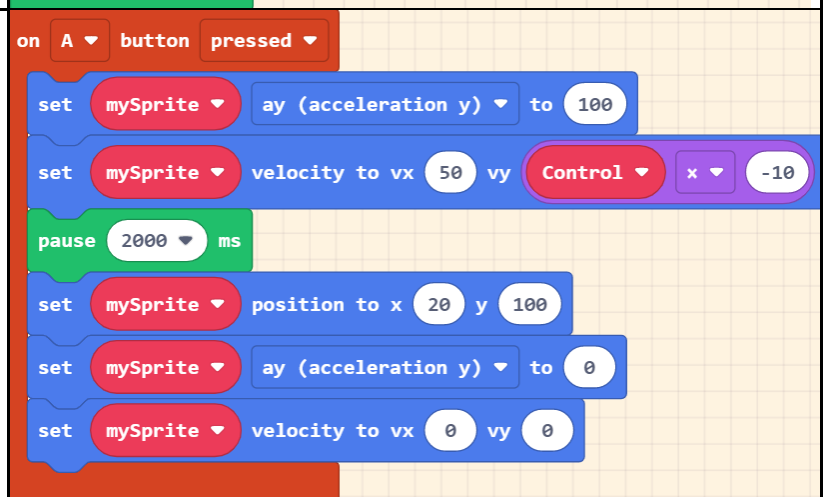 on A button pressed
set mySprite ay (acceleration y) to 100
set mySprite velocity to vx 50 vy Control x -10
pause 2000 ms
set mySprite position to x 20 y 100
set mySprite ay (acceleration y) to 0
set mySprite velocity to vx 0 vy 0